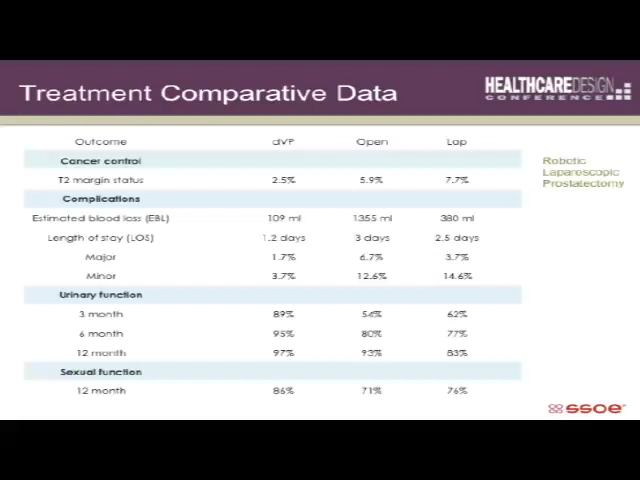 Treatment Comparative Data
HEALTHCAREDESIGN
CONFERENCE
Outcome dVP Open Lap
Cancer control
T2 margin status 2.5% 5.9% 7.7%
Complications
Estimated blood loss (EBL) 109 ml 1355 ml 380 ml
Length of stay (LOS) 1.2 days 3 days 2.5 days
Major 1.7% 6.7% 3.7%
Minor 3.7% 12.6% 14.6%
Urinary function
3 month 89% 54% 62%
6 month 95% 80% 77%
12 month 97% 93% 83%
Sexual function
12 month 86% 71% 76%
Robotic
Laparoscopic
Prostatectomy
ssoe